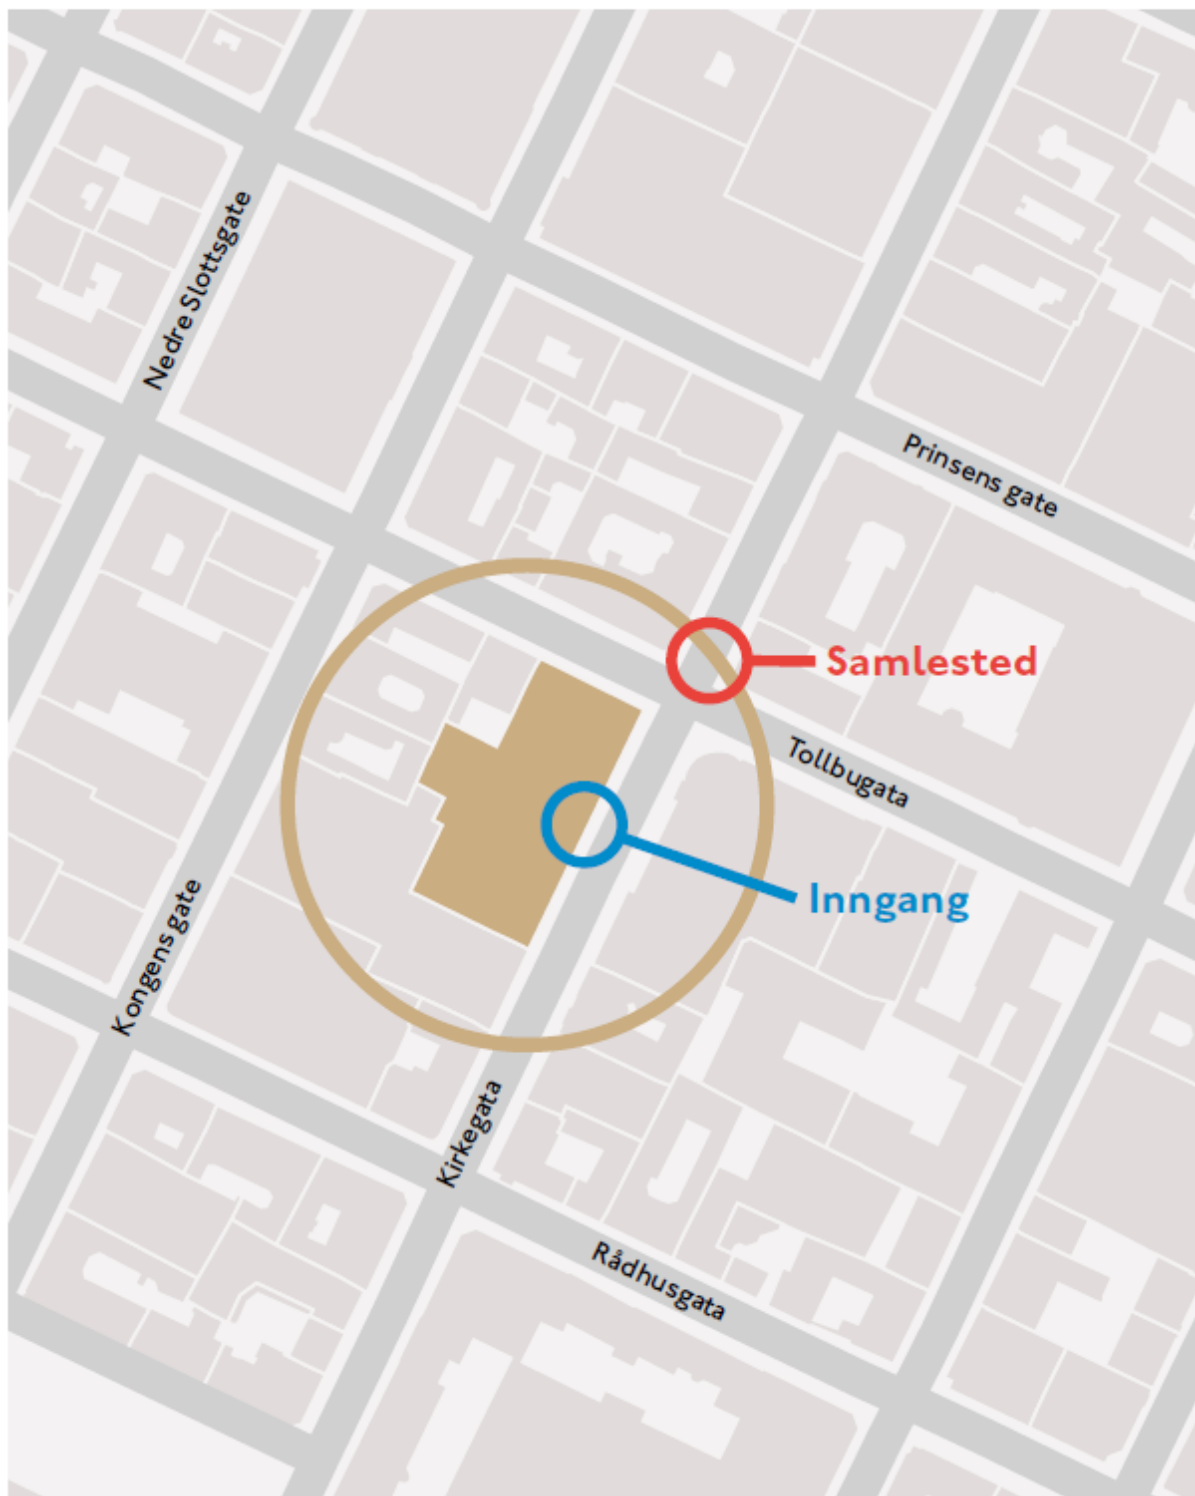 Nedre Slottsgate
Prinsens gate
Samlested
Tollbugata
Inngang
Kongens gate
Kirkegata
Rådhusgata